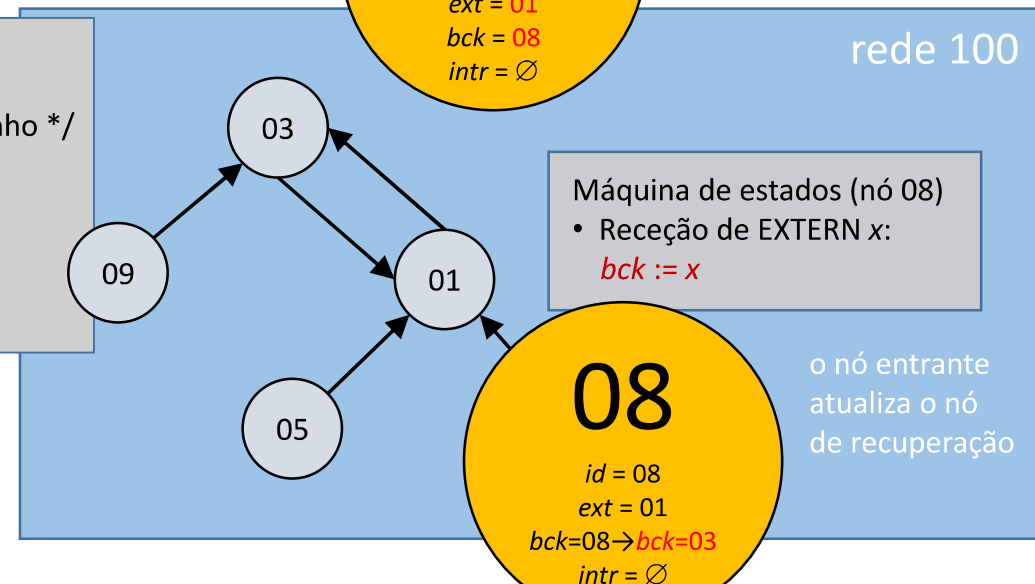 ext = 01
bck = 08
intr = ∅
rede 100
nho */
03
09
01
05
Máquina de estados (nó 08)
• Receção de EXTERN x:
bck := x
o nó entrante
atualiza o nó
de recuperação
08
id = 08
ext = 01
bck=08→bck=03
intr = ∅